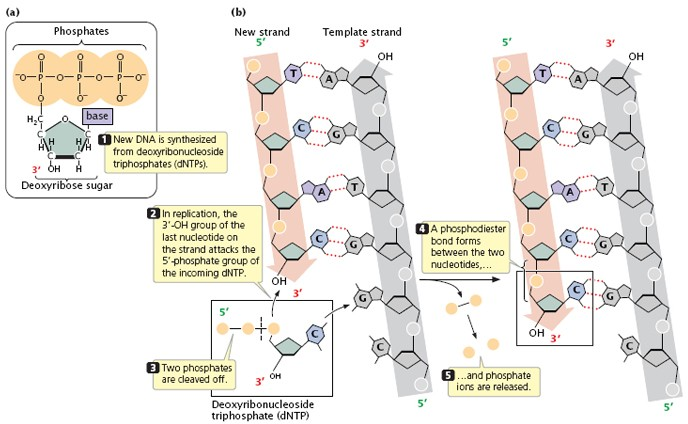 (a)
Phosphates
O O O
⁻O P O P O P O⁻
O O⁻ O⁻
H₂C
O
base
C C
H H H H
C C
3′
OH H
Deoxyribose sugar
1 New DNA is synthesized
from deoxyribonucleoside
triphosphates (dNTPs).
(b)
New strand
5′
Template strand
3′
OH
T A
C G
A T
C G
OH
3′
G
C
5′
2 In replication, the
3′-OH group of the
last nucleotide on
the strand attacks the
5′-phosphate group of
the incoming dNTP.
5′
C
OH
3′
3 Two phosphates
are cleaved off.
Deoxyribonucleoside
triphosphate (dNTP)
4 A phosphodiester
bond forms
between the two
nucleotides,...
5 ...and phosphate
ions are released.
5′
3′
OH
T A
C G
A T
C G
C G
OH
3′
C
5′